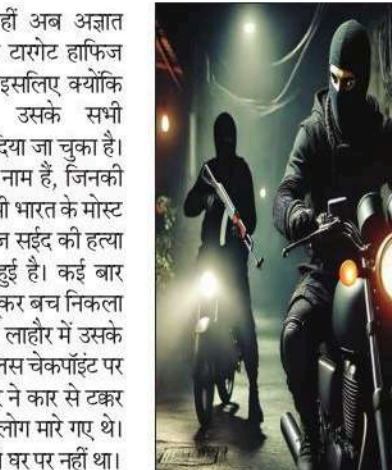 हीं अब अज्ञात
टारगेट हाफिज
इसलिए क्योंकि
उसके सभी
दिया जा चुका है।
नाम हैं, जिनकी
भी भारत के मोस्ट
ज सईद की हत्या
हुई है। कई बार
कर बच निकला
लाहौर में उसके
लस चेकपॉइंट पर
र ने कार से टक्कर
लोग मारे गए थे।
घर पर नहीं था।